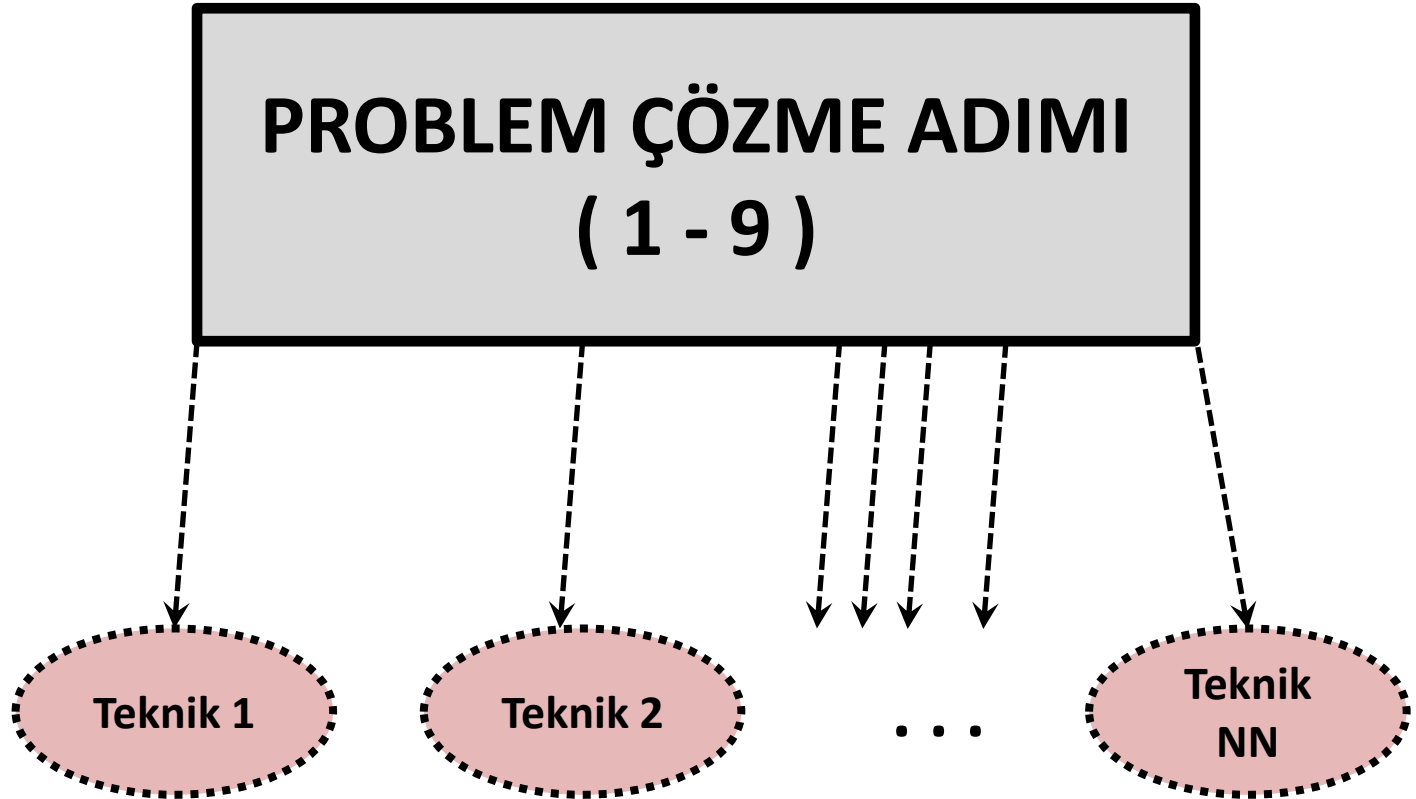 PROBLEM ÇÖZME ADIMI
( 1 - 9 )
Teknik 1
Teknik 2
. . .
Teknik
NN